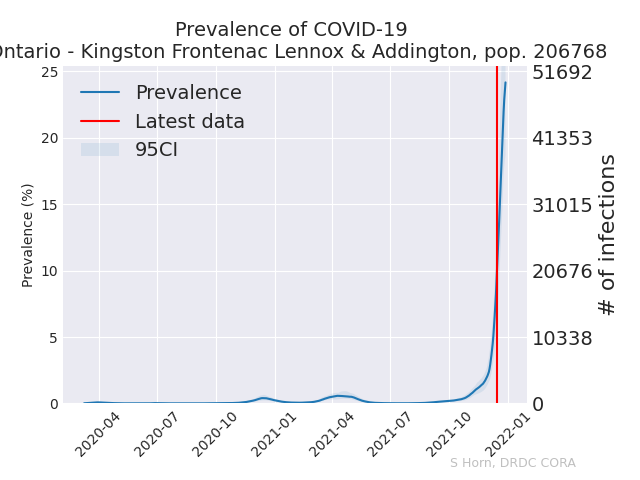 Prevalence of COVID-19
Ontario - Kingston Frontenac Lennox & Addington, pop. 206768
Prevalence
Latest data
95CI
Prevalence (%)
25
20
15
10
5
0
51692
41353
31015
20676
10338
0
# of infections
2020-04
2020-07
2020-10
2021-01
2021-04
2021-07
2021-10
2022-01
S Horn, DRDC CORA